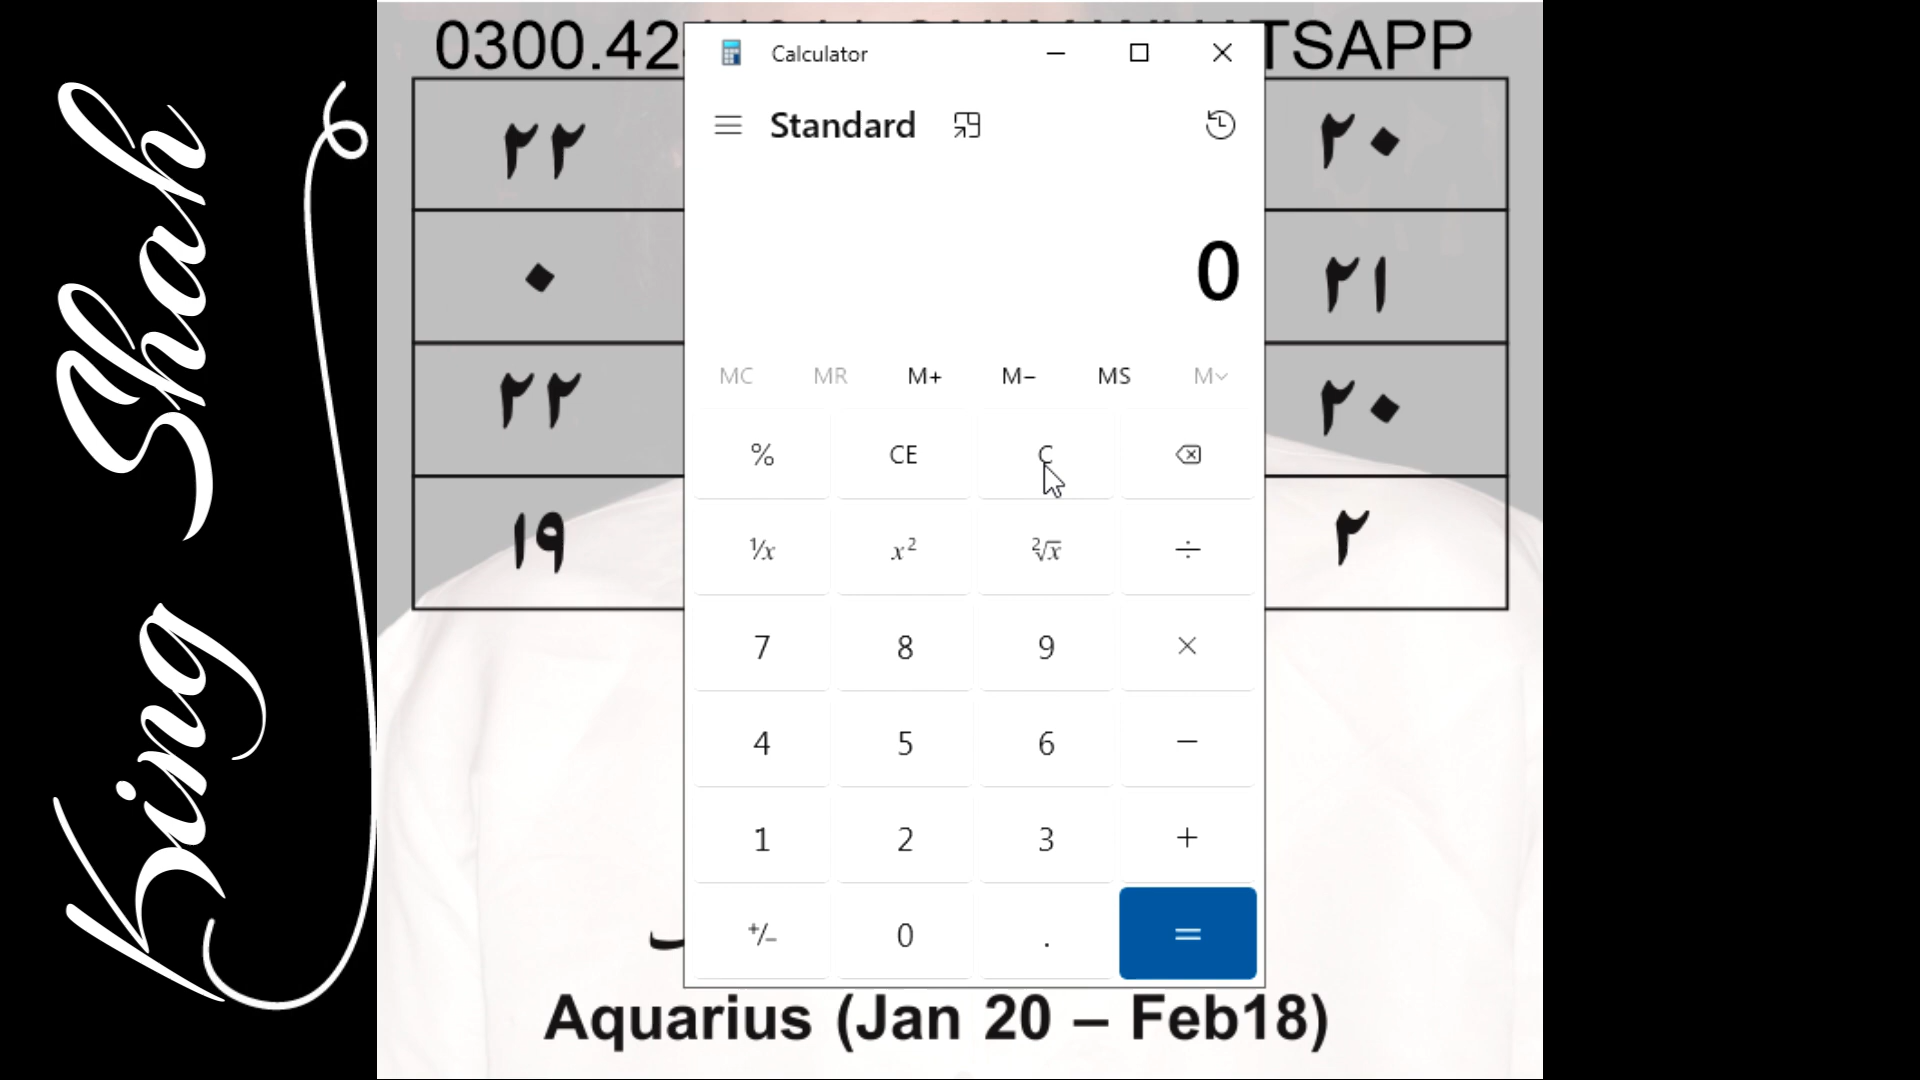 King Shah
0300.42
TSAPP
Calculator
Standard
0
MC MR M+ M− MS M
% CE C
¹/x x² ²√x ÷
7 8 9 ×
4 5 6 −
1 2 3 +
+/− 0 . =
۲۲
۲۰
۰
۲۱
۲۲
۲۰
۱۹
۲
Aquarius (Jan 20 – Feb18)